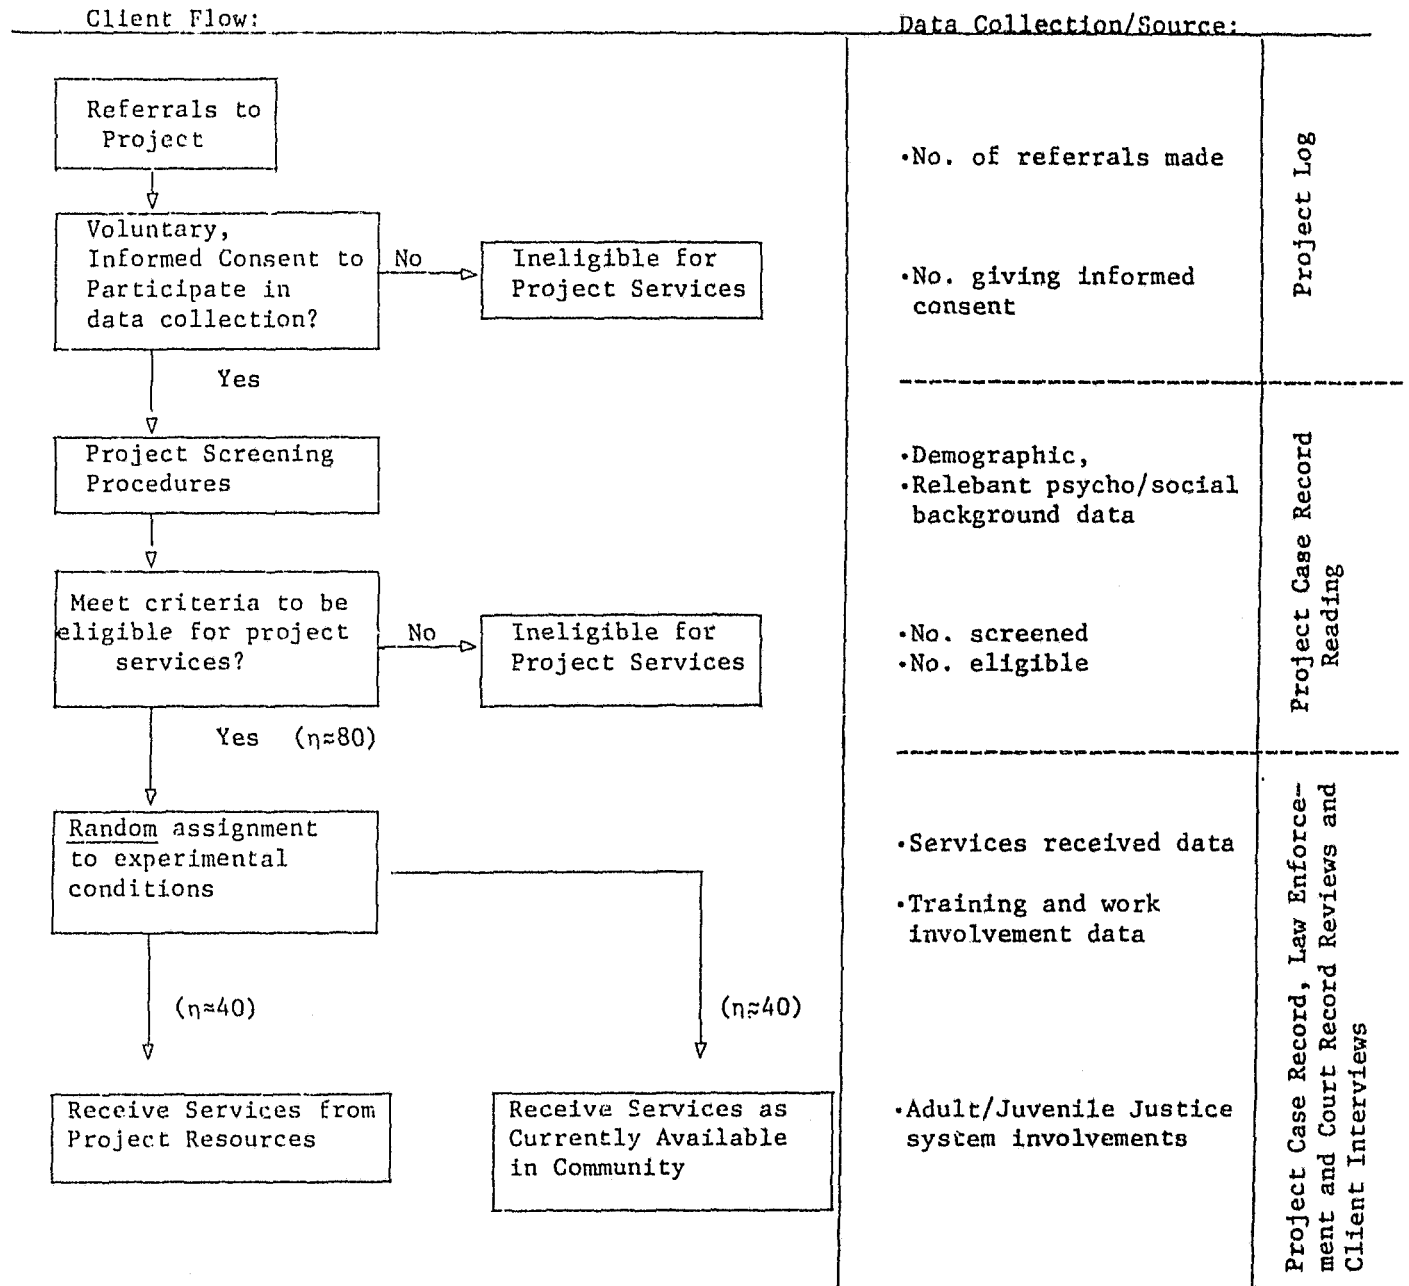 Client Flow:
Data Collection/Source:
Referrals to
Project
Voluntary,
Informed Consent to
Participate in
data collection?
No
Ineligible for
Project Services
Yes
Project Screening
Procedures
Meet criteria to be
eligible for project
services?
No
Ineligible for
Project Services
Yes (η≈80)
Random assignment
to experimental
conditions
(η≈40)
(η≈40)
Receive Services from
Project Resources
Receive Services as
Currently Available
in Community
•No. of referrals made
•No. giving informed
consent
•Demographic,
•Relebant psycho/social
background data
•No. screened
•No. eligible
•Services received data
•Training and work
involvement data
•Adult/Juvenile Justice
system involvements
Project Log
Project Case Record
Reading
Project Case Record, Law Enforce-
ment and Court Record Reviews and
Client Interviews